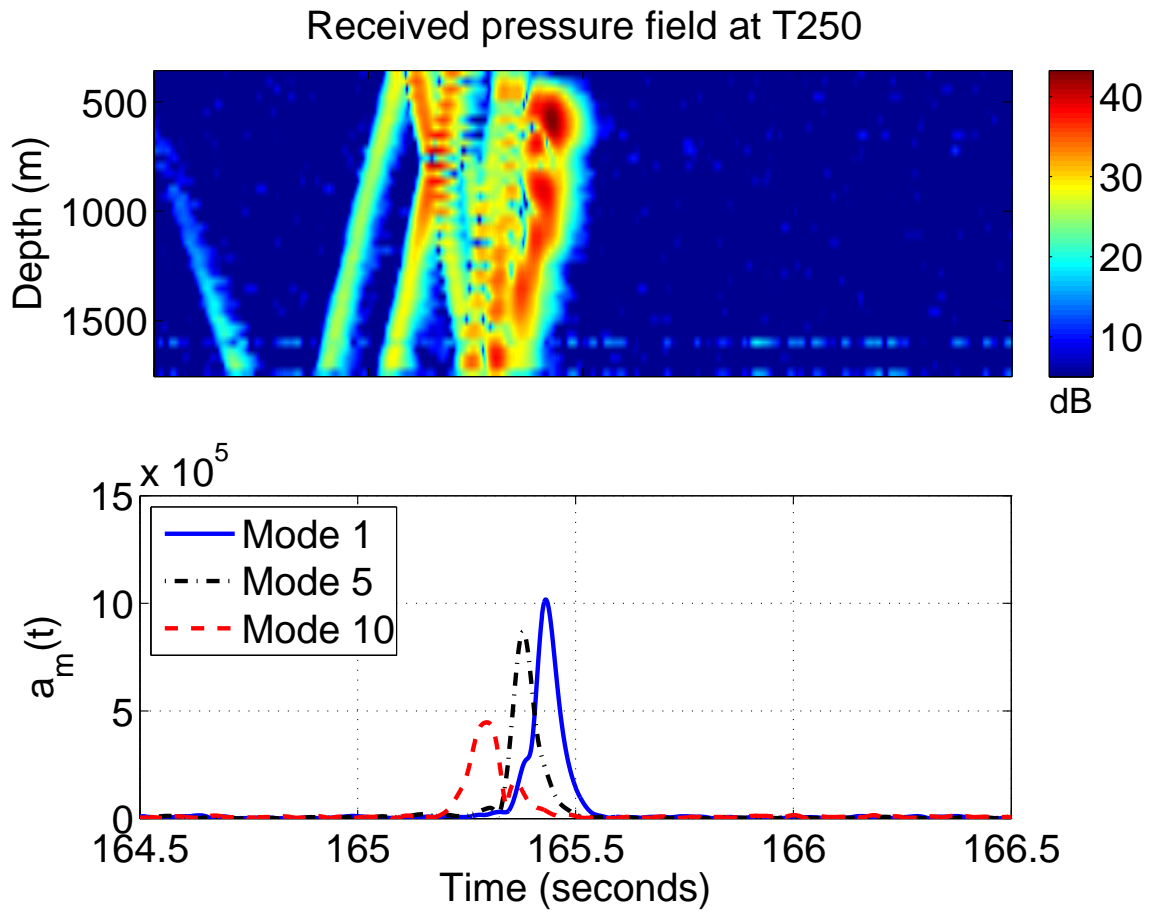 Received pressure field at T250
500
1000
1500
Depth (m)
40
30
20
10
dB
x 10^5
15
10
5
0
a_m(t)
Mode 1
Mode 5
Mode 10
164.5 165 165.5 166 166.5
Time (seconds)